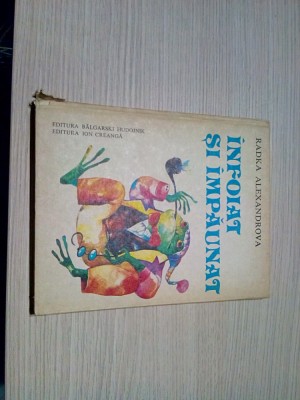 RADKA ALEXANDROVA
ÎNFOIAT
ȘI ÎMPĂUNAT
EDITURA BĂLGARSKI HUDOJNIK
EDITURA ION CREANGĂ